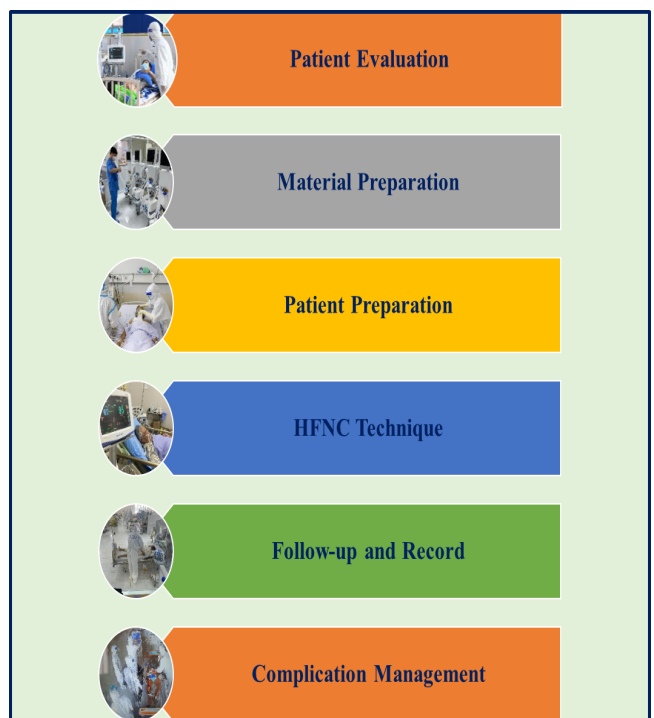 Patient Evaluation
Material Preparation
Patient Preparation
HFNC Technique
Follow-up and Record
Complication Management